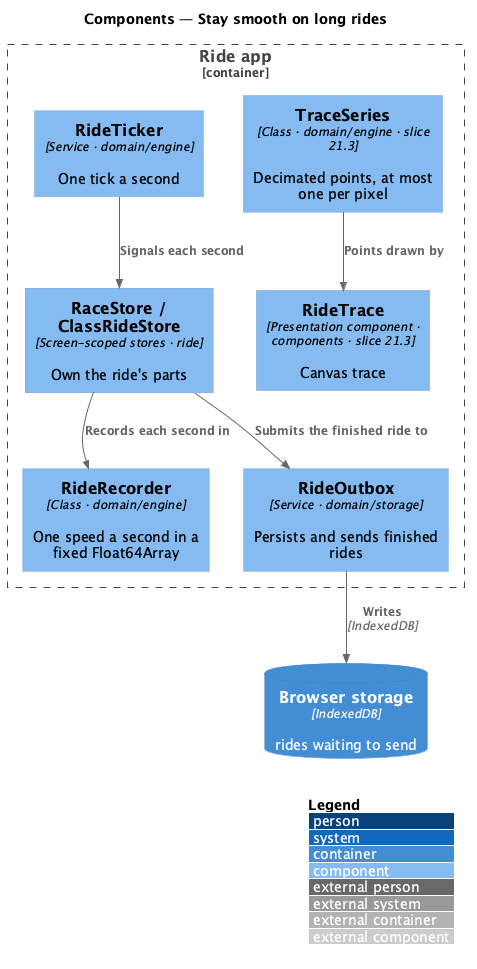 Components — Stay smooth on long rides
Ride app
[container]
RideTicker
[Service · domain/engine]
One tick a second
TraceSeries
[Class · domain/engine · slice
21.3]
Decimated points, at most
one per pixel
Signals each second
Points drawn by
RaceStore /
ClassRideStore
[Screen-scoped stores · ride]
Own the ride's parts
RideTrace
[Presentation component ·
components · slice 21.3]
Canvas trace
Records each second in
Submits the finished ride to
RideRecorder
[Class · domain/engine]
One speed a second in a
fixed Float64Array
RideOutbox
[Service · domain/storage]
Persists and sends finished
rides
Writes
[IndexedDB]
Browser storage
[IndexedDB]
rides waiting to send
Legend
person
system
container
component
external person
external system
external container
external component